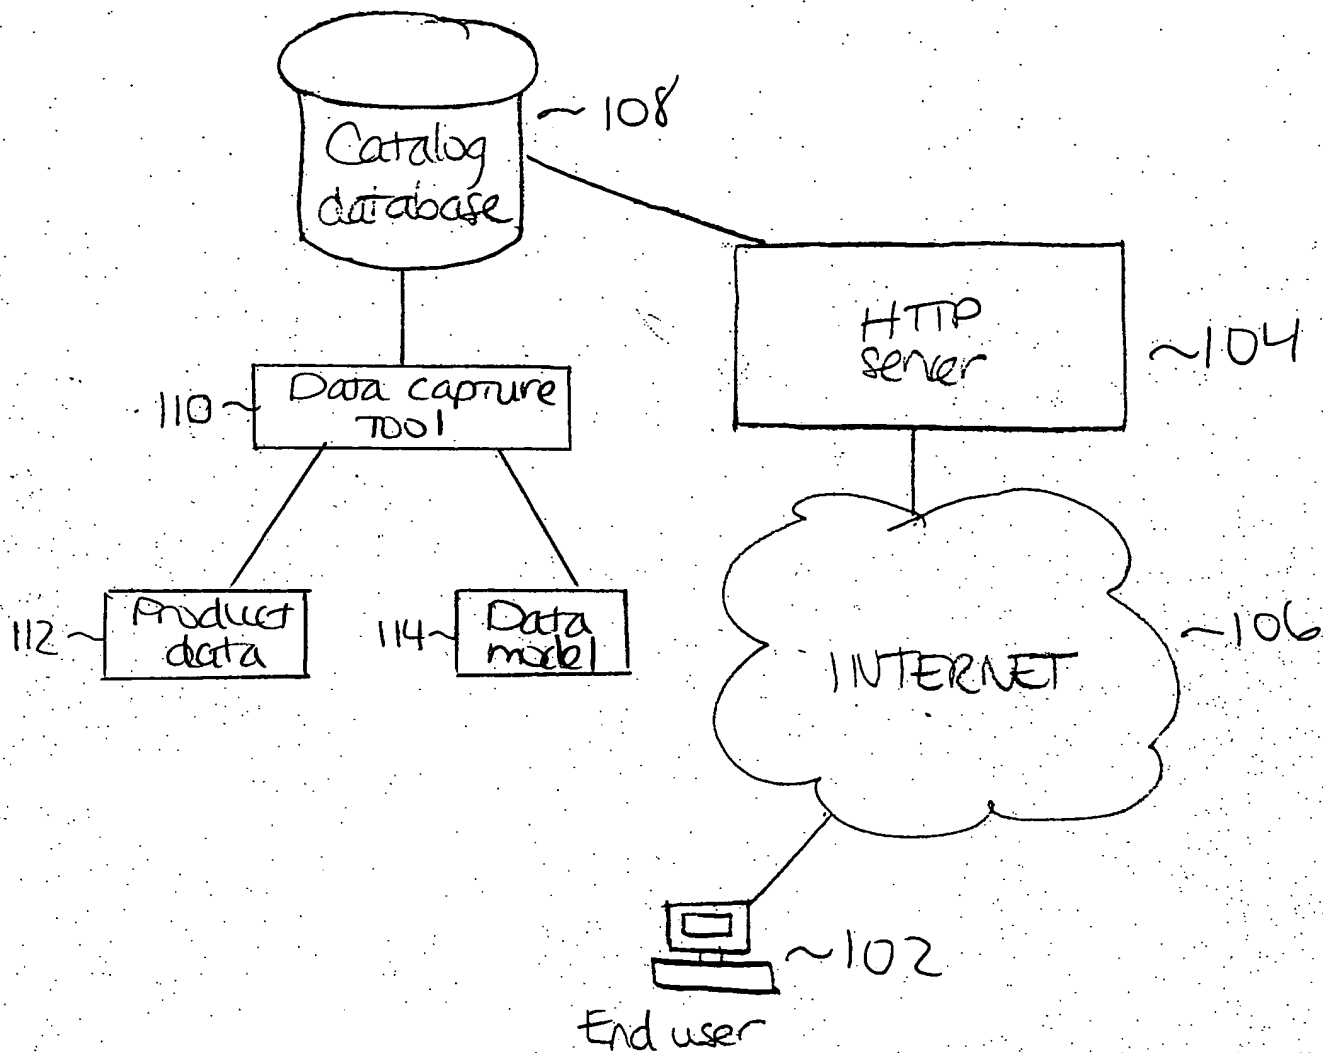 Catalog
database
~108
HTTP
server
~104
110~
Data capture
TOOl
112~
Product
data
114~
Data
model
INTERNET
~106
~102
End user